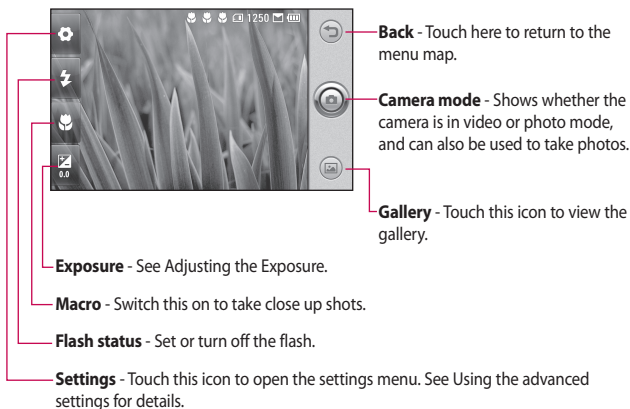 1250
0.0
Back - Touch here to return to the
menu map.
Camera mode - Shows whether the
camera is in video or photo mode,
and can also be used to take photos.
Gallery - Touch this icon to view the
gallery.
Exposure - See Adjusting the Exposure.
Macro - Switch this on to take close up shots.
Flash status - Set or turn off the flash.
Settings - Touch this icon to open the settings menu. See Using the advanced
settings for details.